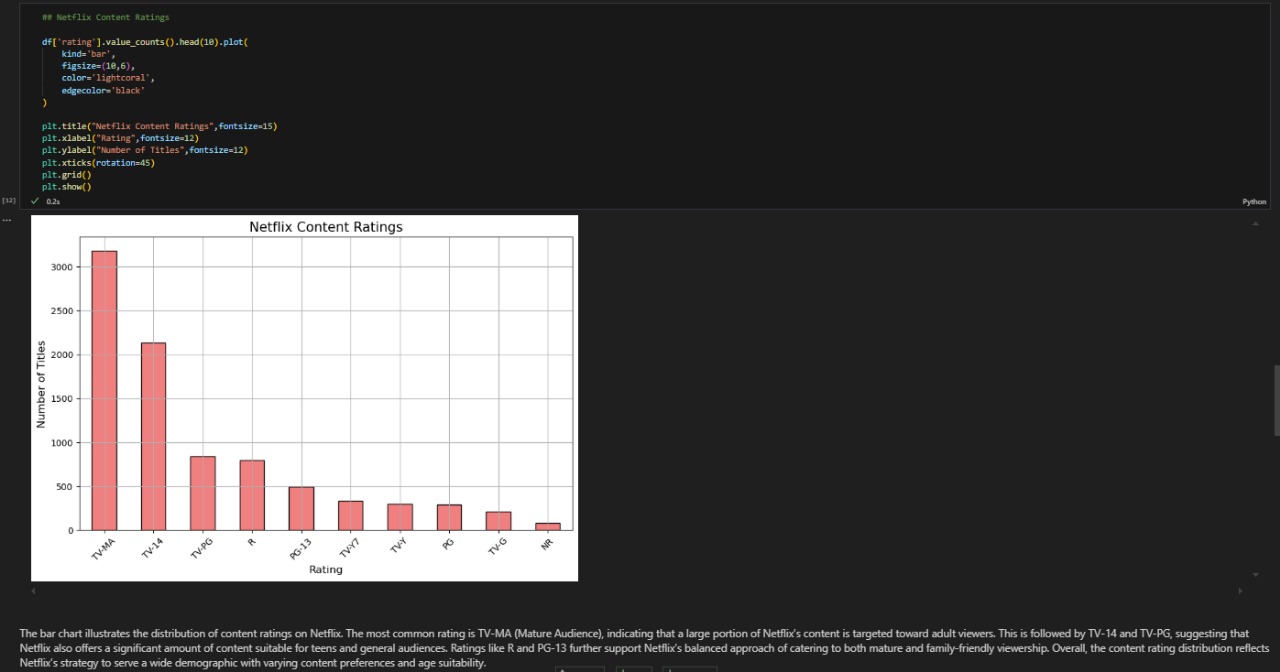 ## Netflix Content Ratings
df['rating'].value_counts().head(10).plot(
kind='bar',
figsize=(10,6),
color='lightcoral',
edgecolor='black'
)
plt.title("Netflix Content Ratings",fontsize=15)
plt.xlabel("Rating",fontsize=12)
plt.ylabel("Number of Titles",fontsize=12)
plt.xticks(rotation=45)
plt.grid()
plt.show()
[12]
0.2s
Python
...
Netflix Content Ratings
3000
2500
2000
1500
1000
500
0
Number of Titles
TV-MA
TV-14
TV-PG
R
PG-13
TV-Y7
TV-Y
PG
TV-G
NR
Rating
The bar chart illustrates the distribution of content ratings on Netflix. The most common rating is TV-MA (Mature Audience), indicating that a large portion of Netflix's content is targeted toward adult viewers. This is followed by TV-14 and TV-PG, suggesting that
Netflix also offers a significant amount of content suitable for teens and general audiences. Ratings like R and PG-13 further support Netflix's balanced approach of catering to both mature and family-friendly viewership. Overall, the content rating distribution reflects
Netflix's strategy to serve a wide demographic with varying content preferences and age suitability.